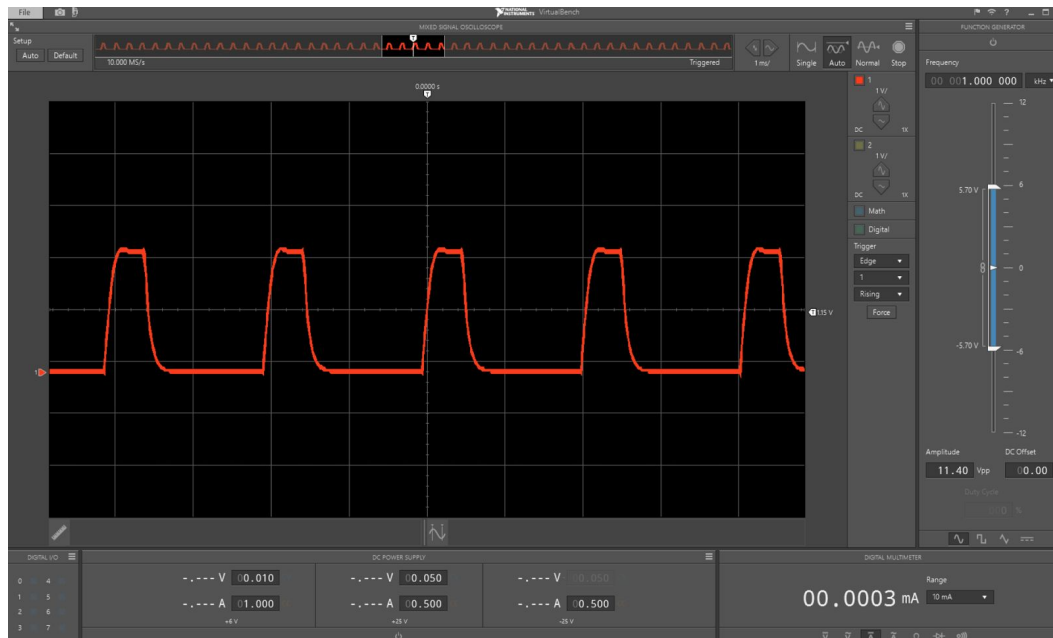 File
NATIONAL INSTRUMENTS VirtualBench
?
MIXED SIGNAL OSCILLOSCOPE
FUNCTION GENERATOR
Setup
Auto Default
T
10.000 MS/s
Triggered
1 ms/
Single Auto Normal Stop
Frequency
00 001.000 000 kHz
0.0000 s
T
1
1 V/
DC 1X
2
1 V/
DC 1X
Math
Digital
Trigger
Edge
1
Rising
Force
T 1.15 V
1
12
6
5.70 V
0
-5.70 V
-6
-12
Amplitude
DC Offset
11.40 Vpp
00.00
Duty Cycle
%
DIGITAL I/O
0 4
1 5
2 6
3 7
DC POWER SUPPLY
-.--- V 00.010
-.--- A 01.000
+6 V
-.--- V 00.050
-.--- A 00.500
+25 V
-.--- V 00.050
-.--- A 00.500
-25 V
DIGITAL MULTIMETER
00.0003 mA
Range
10 mA